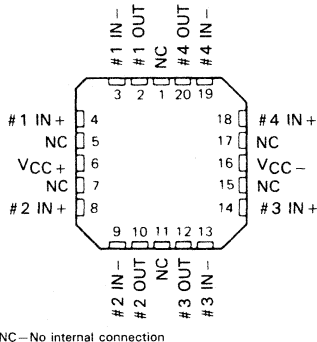 #1 IN−
#1 OUT
NC
#4 OUT
#4 IN−
3 2 1 20 19
#1 IN+ 4
NC 5
VCC+ 6
NC 7
#2 IN+ 8
18 #4 IN+
17 NC
16 VCC−
15 NC
14 #3 IN+
9 10 11 12 13
#2 IN−
#2 OUT
NC
#3 OUT
#3 IN−
NC−No internal connection